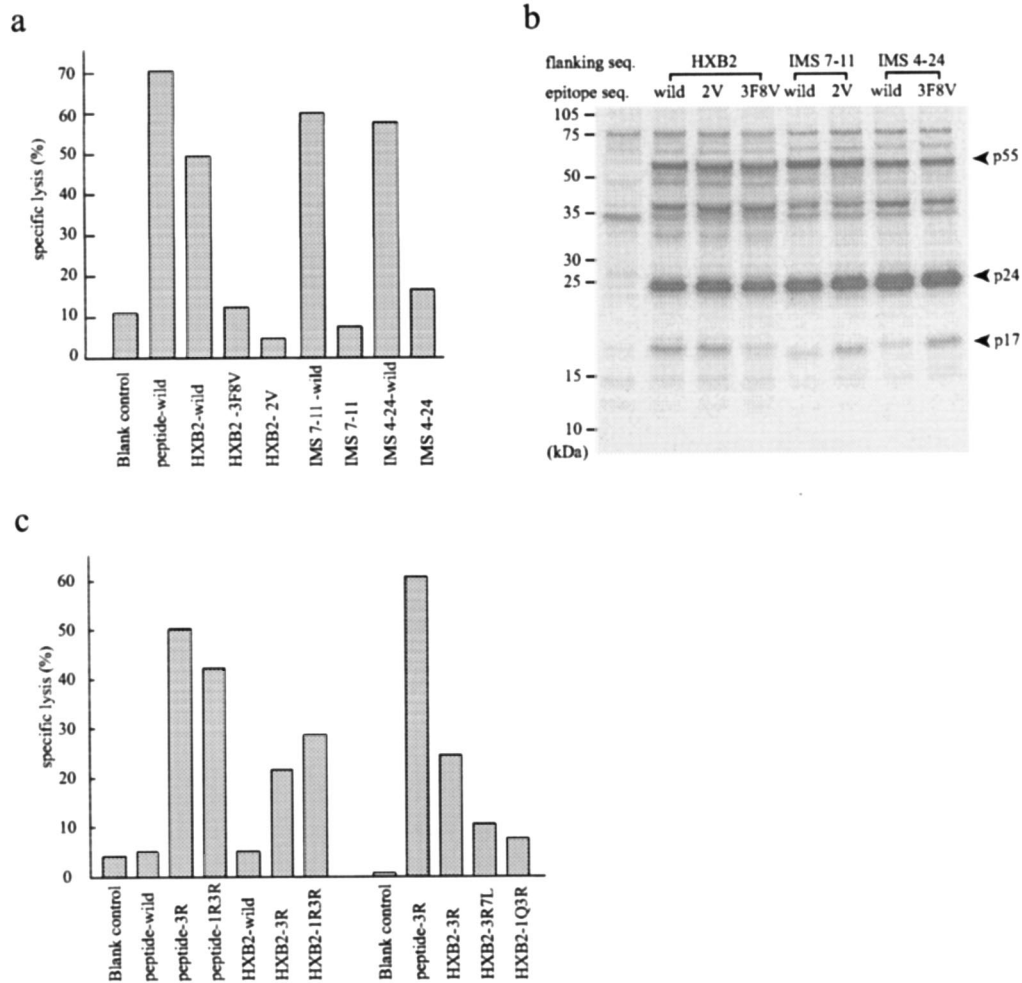 a
specific lysis (%)
70
60
50
40
30
20
10
0
Blank control
peptide-wild
HXB2-wild
HXB2 -3F8V
HXB2- 2V
IMS 7-11 -wild
IMS 7-11
IMS 4-24-wild
IMS 4-24
b
flanking seq. HXB2 IMS 7-11 IMS 4-24
epitope seq. wild 2V 3F8V wild 2V wild 3F8V
105
75
50
35
30
25
15
10
(kDa)
p55
p24
p17
c
specific lysis (%)
60
50
40
30
20
10
0
Blank control
peptide-wild
peptide-3R
peptide-1R3R
HXB2-wild
HXB2-3R
HXB2-1R3R
Blank control
peptide-3R
HXB2-3R
HXB2-3R7L
HXB2-1Q3R